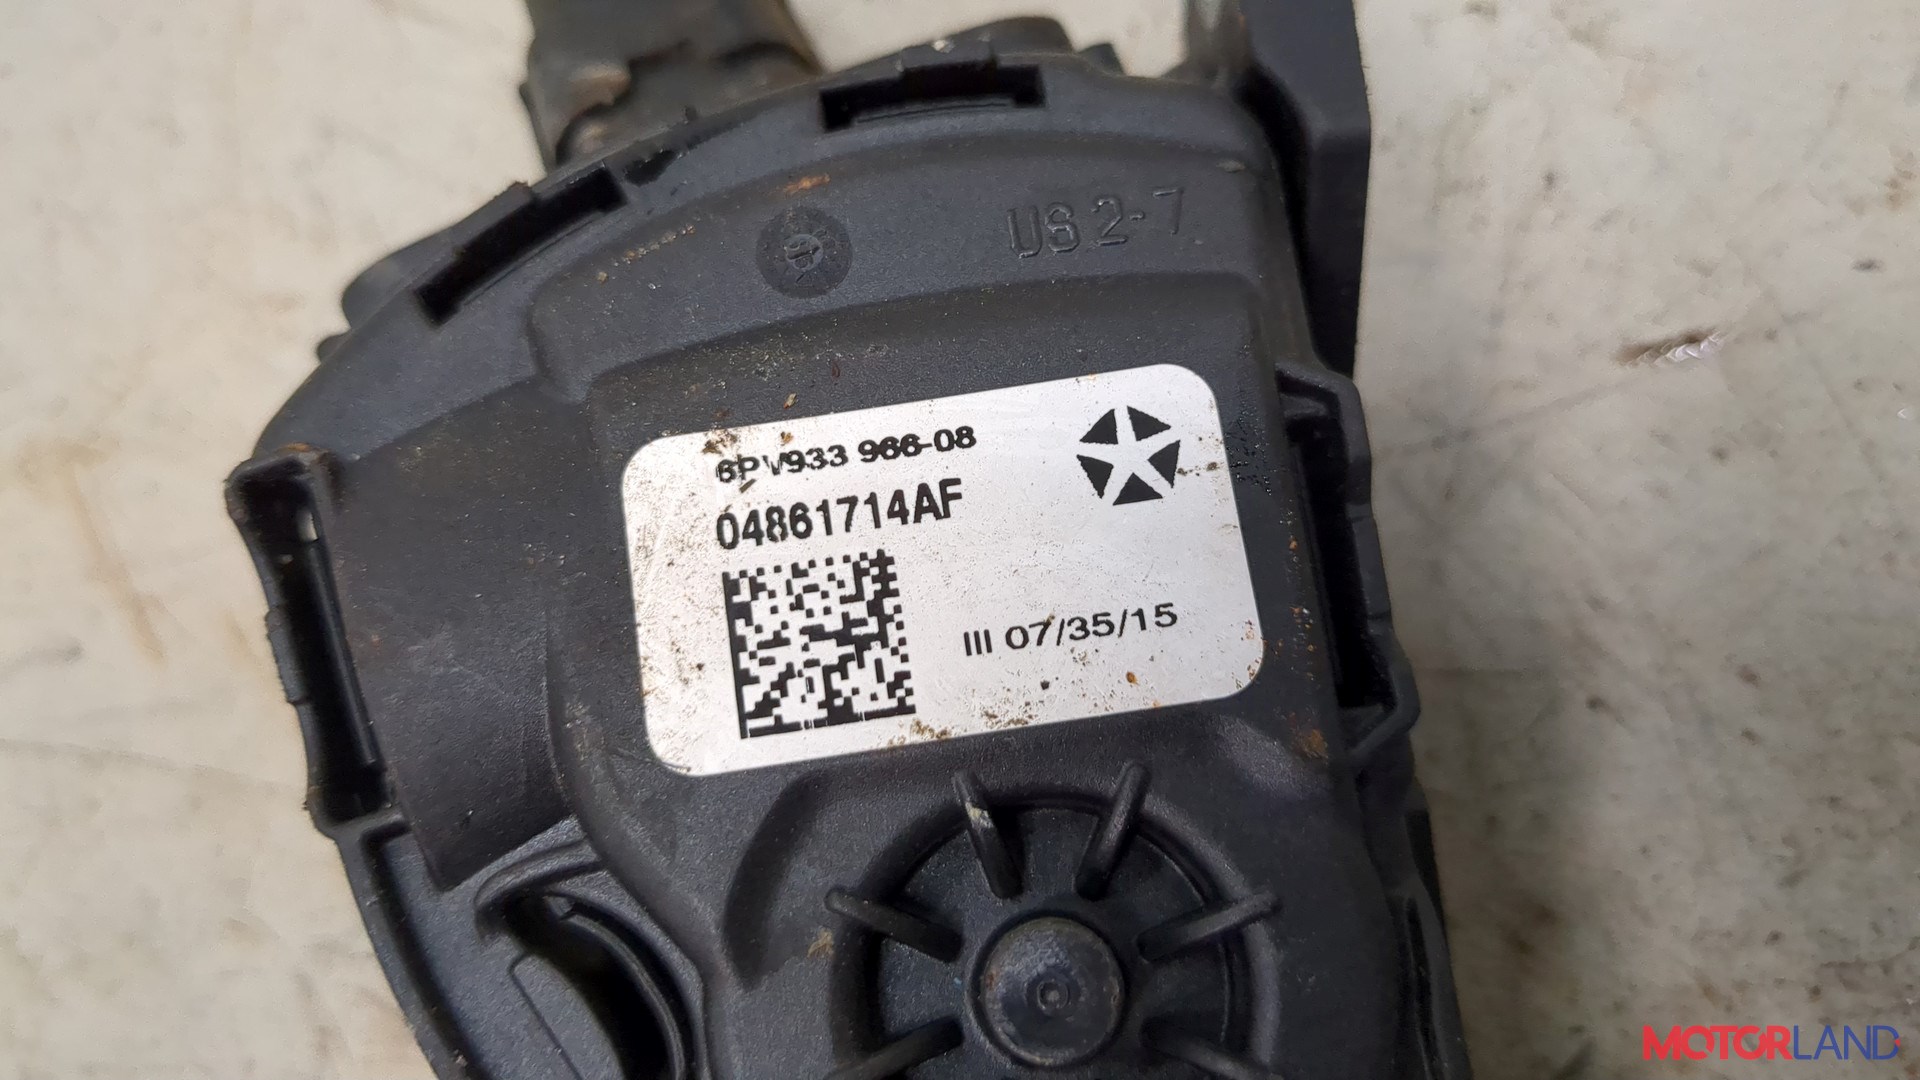 US 2-7
6PV933 966-08
04861714AF
III 07/35/15
MOTORLAND